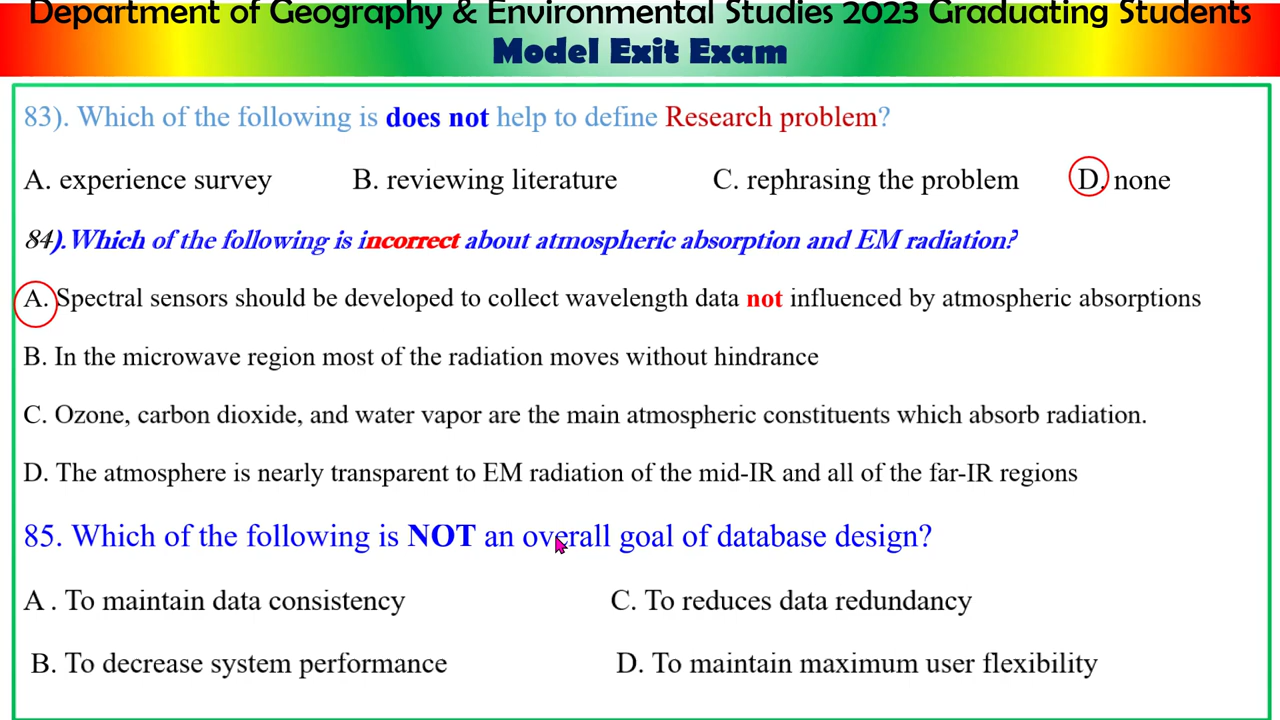 Department of Geography & Environmental Studies 2023 Graduating Students
Model Exit Exam
83). Which of the following is does not help to define Research problem?
A. experience survey B. reviewing literature C. rephrasing the problem D. none
84).Which of the following is incorrect about atmospheric absorption and EM radiation?
A. Spectral sensors should be developed to collect wavelength data not influenced by atmospheric absorptions
B. In the microwave region most of the radiation moves without hindrance
C. Ozone, carbon dioxide, and water vapor are the main atmospheric constituents which absorb radiation.
D. The atmosphere is nearly transparent to EM radiation of the mid-IR and all of the far-IR regions
85. Which of the following is NOT an overall goal of database design?
A . To maintain data consistency C. To reduces data redundancy
B. To decrease system performance D. To maintain maximum user flexibility